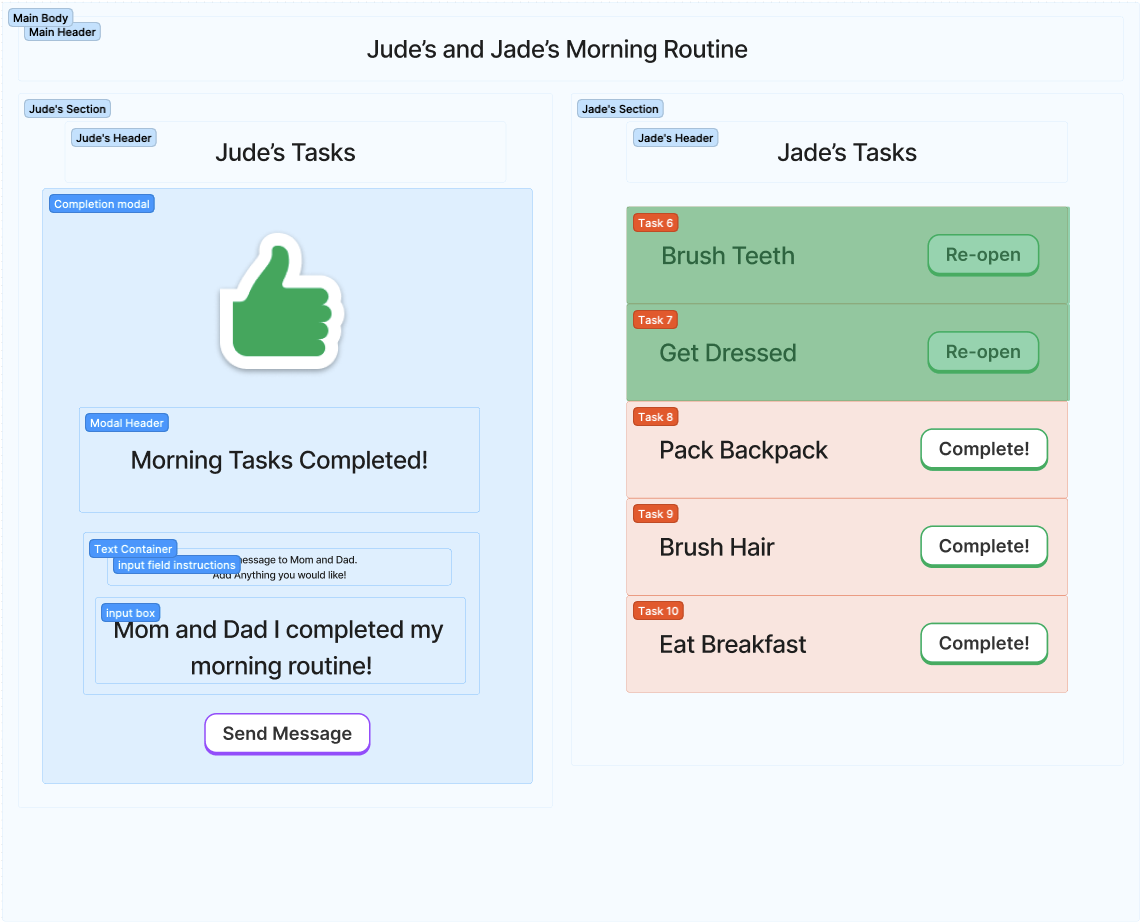 Main Body
Main Header
Jude’s and Jade’s Morning Routine
Jude's Section
Jude's Header
Jude’s Tasks
Completion modal
Modal Header
Morning Tasks Completed!
Text Container
input field instructions
message to Mom and Dad.
Add Anything you would like!
input box
Mom and Dad I completed my
morning routine!
Send Message
Jade's Section
Jade's Header
Jade’s Tasks
Task 6
Brush Teeth
Re-open
Task 7
Get Dressed
Re-open
Task 8
Pack Backpack
Complete!
Task 9
Brush Hair
Complete!
Task 10
Eat Breakfast
Complete!